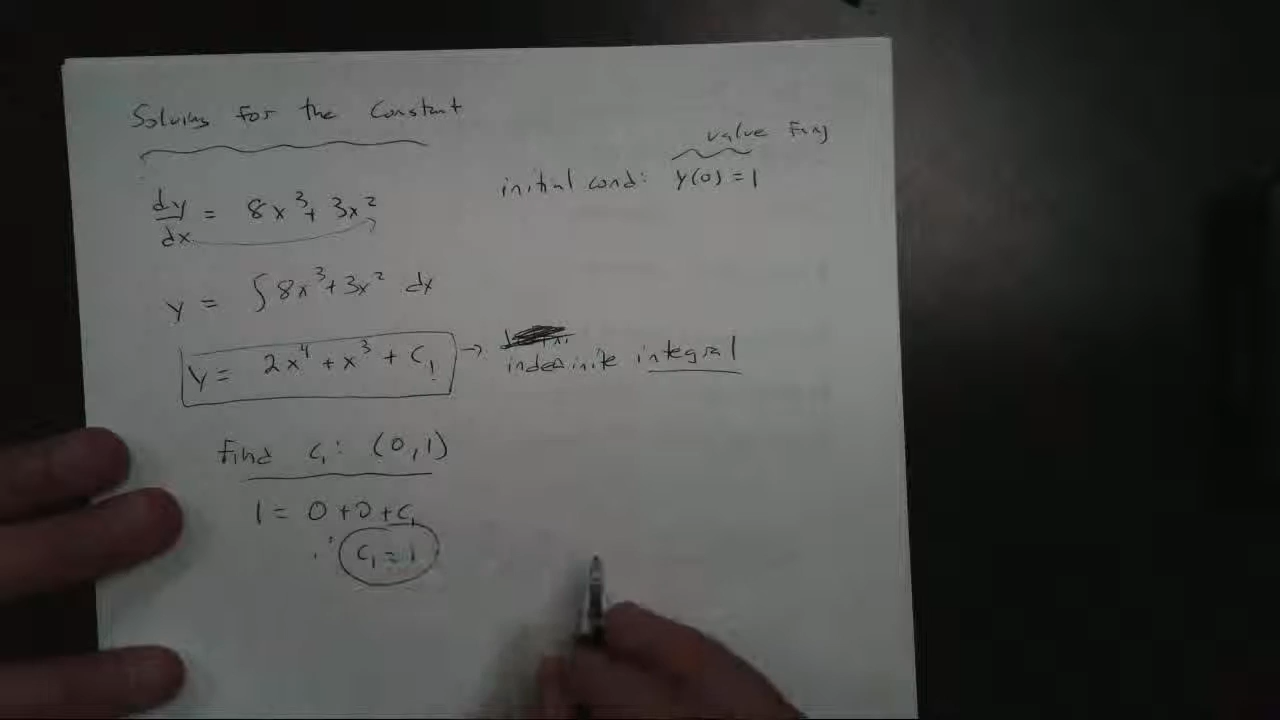 Solving for the Constant
value
initial cond: y(0) = 1
dy/dx = 8x³ + 3x²
y = ∫ 8x³ + 3x² dx
y = 2x⁴ + x³ + C₁ →
indefinite integral
Find C₁: (0,1)
1 = 0 + 0 + C₁
∴ C₁ = 1